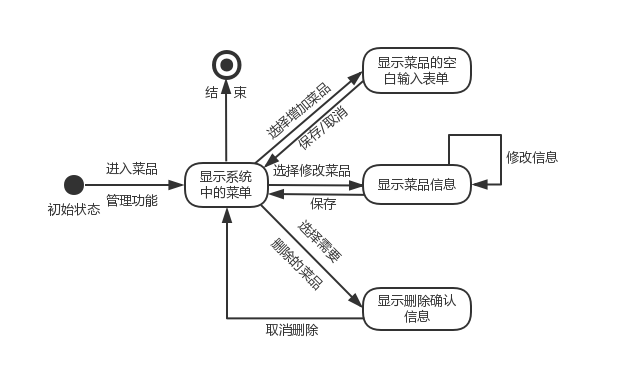 结 束
显示菜品的空
白输入表单
选择增加菜品
保存/取消
进入菜品
管理功能
初始状态
显示系统
中的菜单
选择修改菜品
保存
显示菜品信息
修改信息
选择需要
删除的菜品
显示删除确认
信息
取消删除